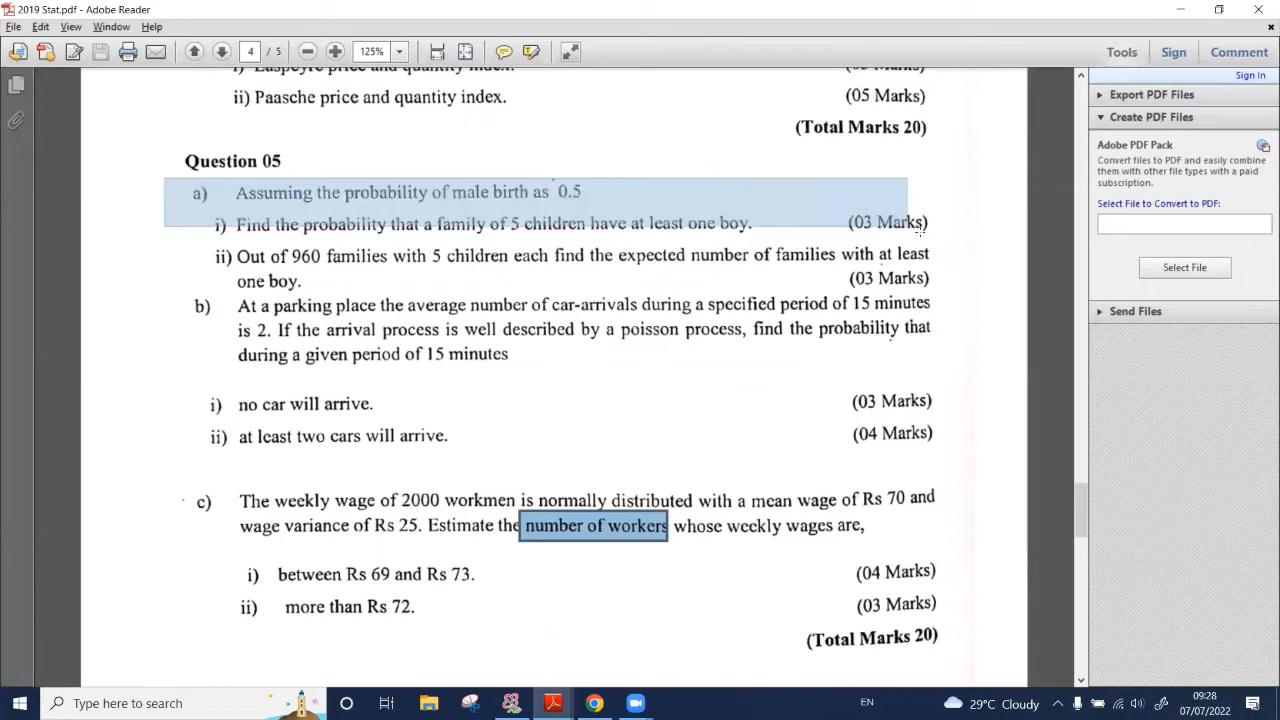 2019 Stat.pdf - Adobe Reader
File Edit View Window Help
4 / 5 125% Tools Sign Comment
Sign In
Export PDF Files
Create PDF Files
Adobe PDF Pack
Convert files to PDF and easily combine
them with other file types with a paid
subscription.
Select File to Convert to PDF:
Select File
Send Files
i) Laspeyre price and quantity index. (05 Marks)
ii) Paasche price and quantity index. (05 Marks)
(Total Marks 20)
Question 05
a) Assuming the probability of male birth as 0.5
i) Find the probability that a family of 5 children have at least one boy. (03 Marks)
ii) Out of 960 families with 5 children each find the expected number of families with at least
one boy. (03 Marks)
b) At a parking place the average number of car-arrivals during a specified period of 15 minutes
is 2. If the arrival process is well described by a poisson process, find the probability that
during a given period of 15 minutes
i) no car will arrive. (03 Marks)
ii) at least two cars will arrive. (04 Marks)
c) The weekly wage of 2000 workmen is normally distributed with a mean wage of Rs 70 and
wage variance of Rs 25. Estimate the number of workers whose weekly wages are,
i) between Rs 69 and Rs 73. (04 Marks)
ii) more than Rs 72. (03 Marks)
(Total Marks 20)
Type here to search
EN
29°C Cloudy
09:28
07/07/2022